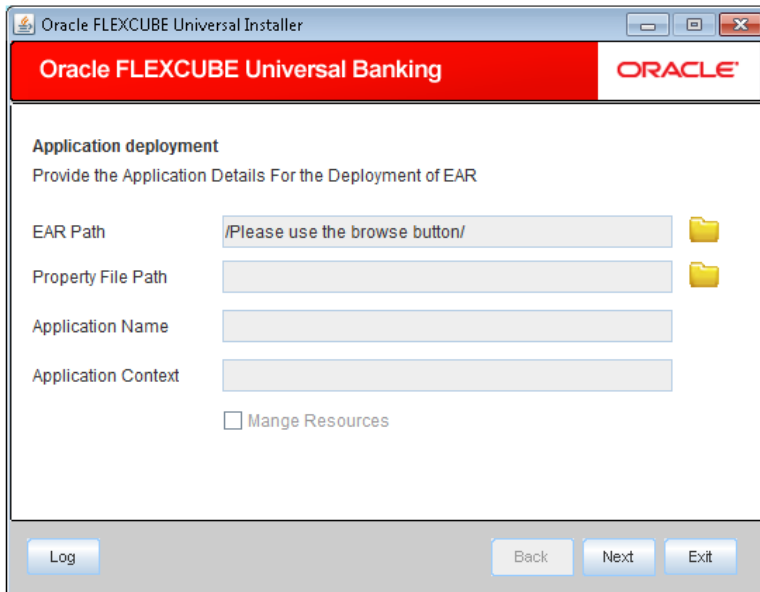 Oracle FLEXCUBE Universal Installer
Oracle FLEXCUBE Universal Banking
ORACLE®
Application deployment
Provide the Application Details For the Deployment of EAR
EAR Path /Please use the browse button/
Property File Path
Application Name
Application Context
Mange Resources
Log Back Next Exit